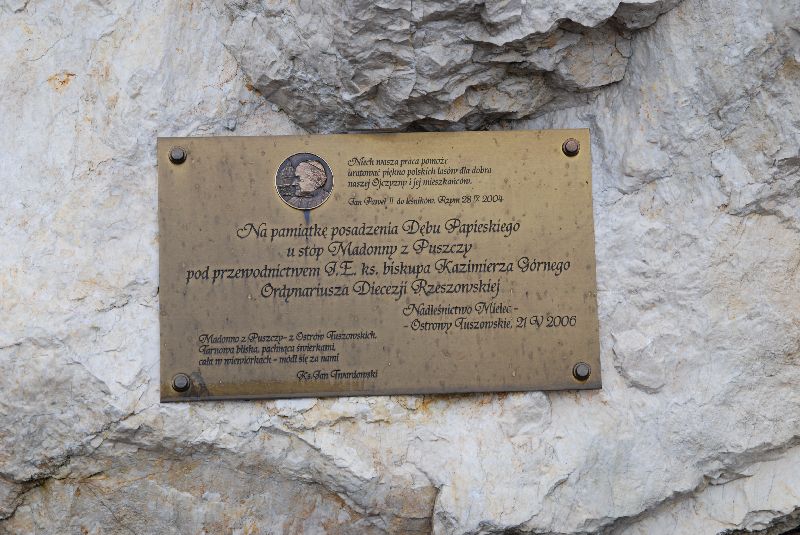 Niech wasza praca pomoże
uratować piękno polskich lasów dla dobra
naszej Ojczyzny i jej mieszkańców.
Jan Paweł II do leśników, Rzym 28 IV 2004
Na pamiątkę posadzenia Dębu Papieskiego
u stóp Madonny z Puszczy
pod przewodnictwem J.E. ks. biskupa Kazimierza Górnego
Ordynariusza Diecezji Rzeszowskiej
Nadleśnictwo Mielec -
- Ostrowy Tuszowskie, 21 V 2006
Madonno z Puszczy - z Ostrów Tuszowskich,
Tarnowa bliska, pachnąca świerkami,
cała w wiewiórkach - módl się za nami
Ks. Jan Twardowski